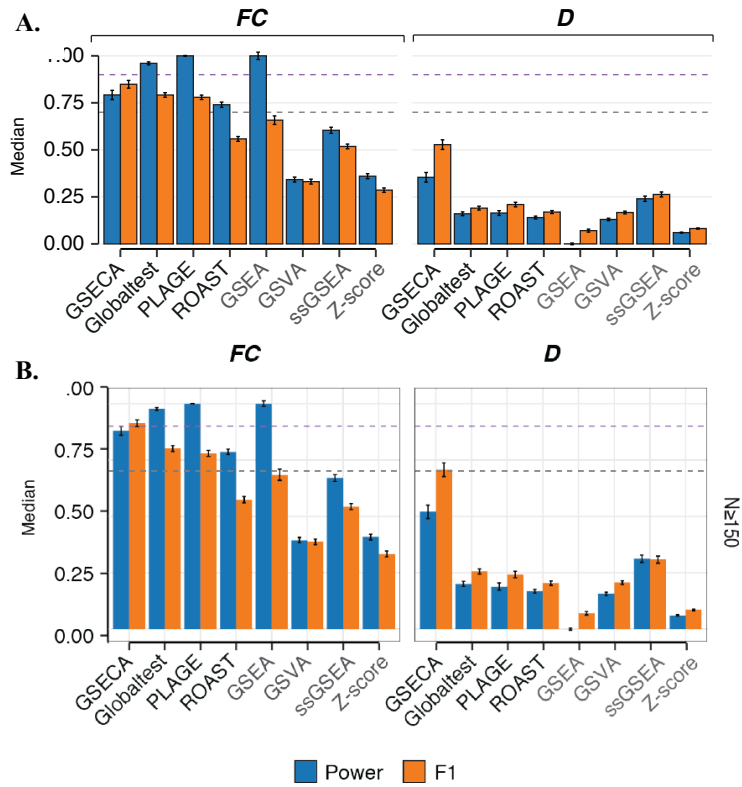 A.
FC
D
.00
0.75
0.50
0.25
0.00
Median
GSECA
Globaltest
PLAGE
ROAST
GSEA
GSVA
ssGSEA
Z-score
GSECA
Globaltest
PLAGE
ROAST
GSEA
GSVA
ssGSEA
Z-score
B.
FC
D
.00
0.75
0.50
0.25
0.00
Median
N≥150
GSECA
Globaltest
PLAGE
ROAST
GSEA
GSVA
ssGSEA
Z-score
GSECA
Globaltest
PLAGE
ROAST
GSEA
GSVA
ssGSEA
Z-score
Power
F1